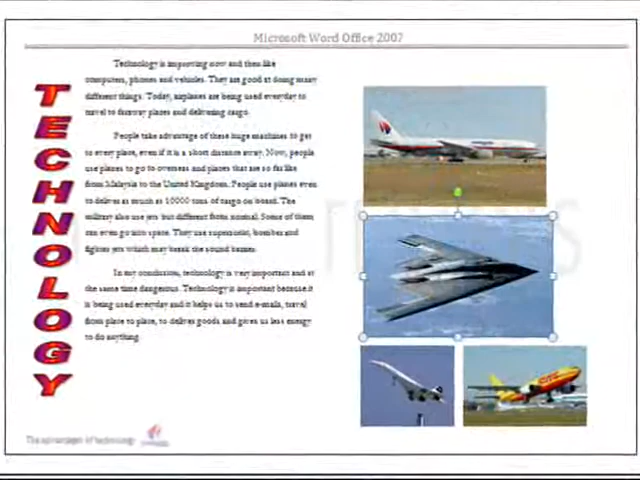 Microsoft Word Office 2007
TECHNOLOGY
Technology is improving now and then like
computers, phones and vehicles. They are good at doing many
different things. Today, airplanes are being used everyday to
travel to faraway places and delivering cargo.
People take advantage of these huge machines to get
to every place, even if it is a short distance away. Now, people
use planes to go to overseas and places that are so far like
from Malaysia to the United Kingdom. People use planes even
to deliver as much as 10000 tons of cargo on board. The
military also use jets but different from normal. Some of them
can even go into space. They use supersonic, bomber and
fighter jets which may break the sound barrier.
In my conclusion, technology is very important and at
the same time dangerous. Technology is important because it
is being used everyday and it helps us to send e-mails, travel
from place to place, to deliver goods and gives us less energy
to do anything.
The advantages of technology